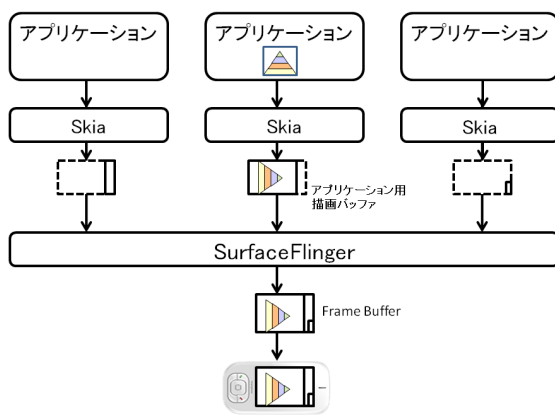 アプリケーション
アプリケーション
アプリケーション
Skia
Skia
Skia
アプリケーション用
描画バッファ
SurfaceFlinger
Frame Buffer